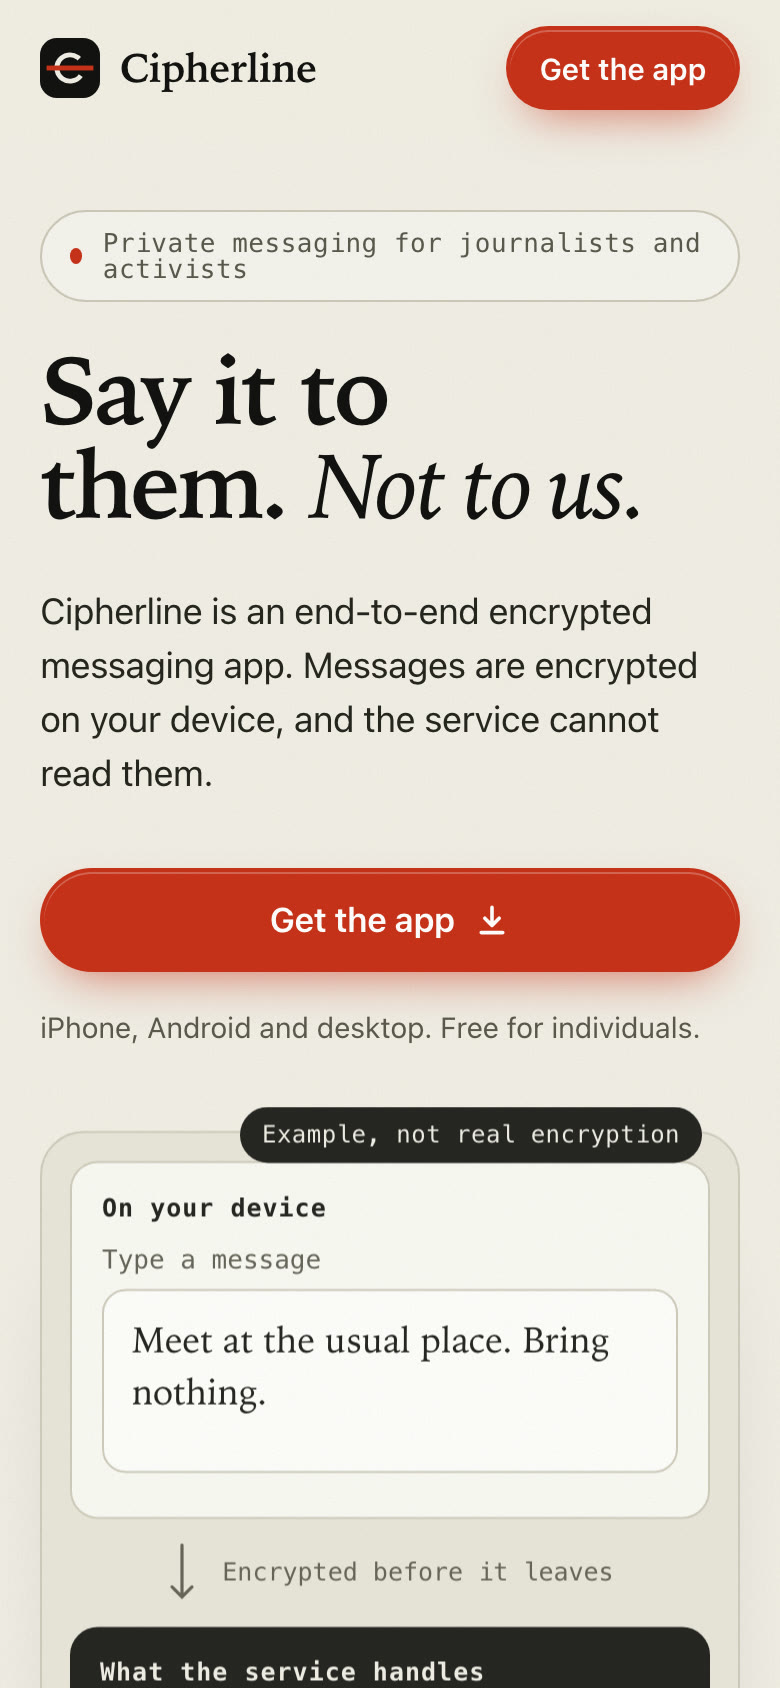 Cipherline
Get the app
Private messaging for journalists and
activists
Say it to
them. Not to us.
Cipherline is an end-to-end encrypted
messaging app. Messages are encrypted
on your device, and the service cannot
read them.
Get the app
iPhone, Android and desktop. Free for individuals.
Example, not real encryption
On your device
Type a message
Meet at the usual place. Bring
nothing.
Encrypted before it leaves
What the service handles